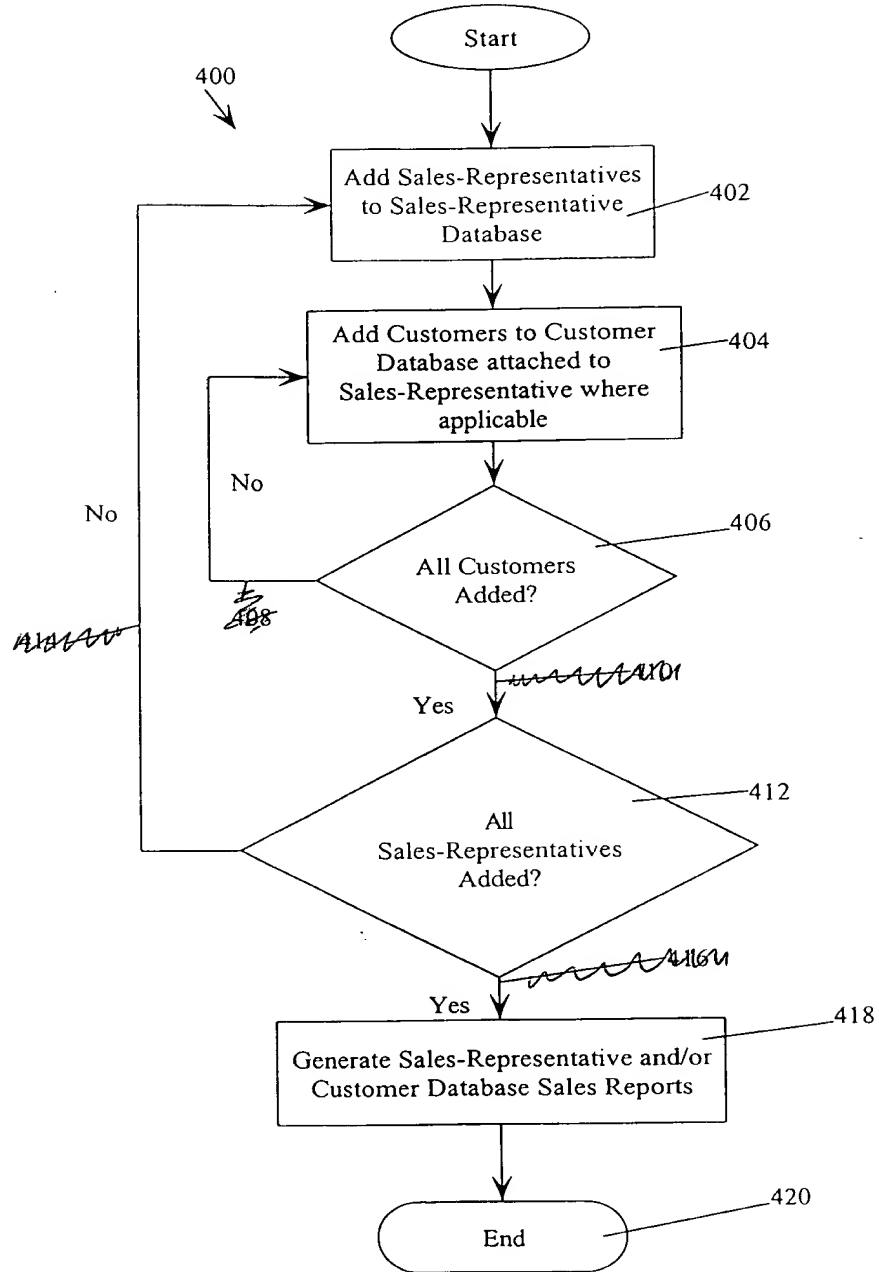 Start
400
Add Sales-Representatives
to Sales-Representative
Database
402
Add Customers to Customer
Database attached to
Sales-Representative where
applicable
404
No
No
All Customers
Added?
406
408
Yes
All
Sales-Representatives
Added?
412
416
Yes
Generate Sales-Representative and/or
Customer Database Sales Reports
418
End
420